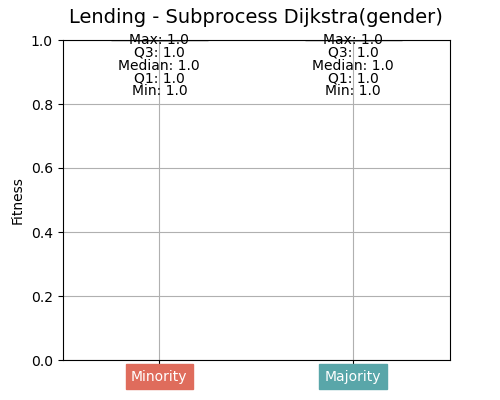 Lending - Subprocess Dijkstra(gender)
Max: 1.0
Q3: 1.0
Median: 1.0
Q1: 1.0
Min: 1.0
Max: 1.0
Q3: 1.0
Median: 1.0
Q1: 1.0
Min: 1.0
1.0
0.8
0.6
0.4
0.2
0.0
Fitness
Minority
Majority